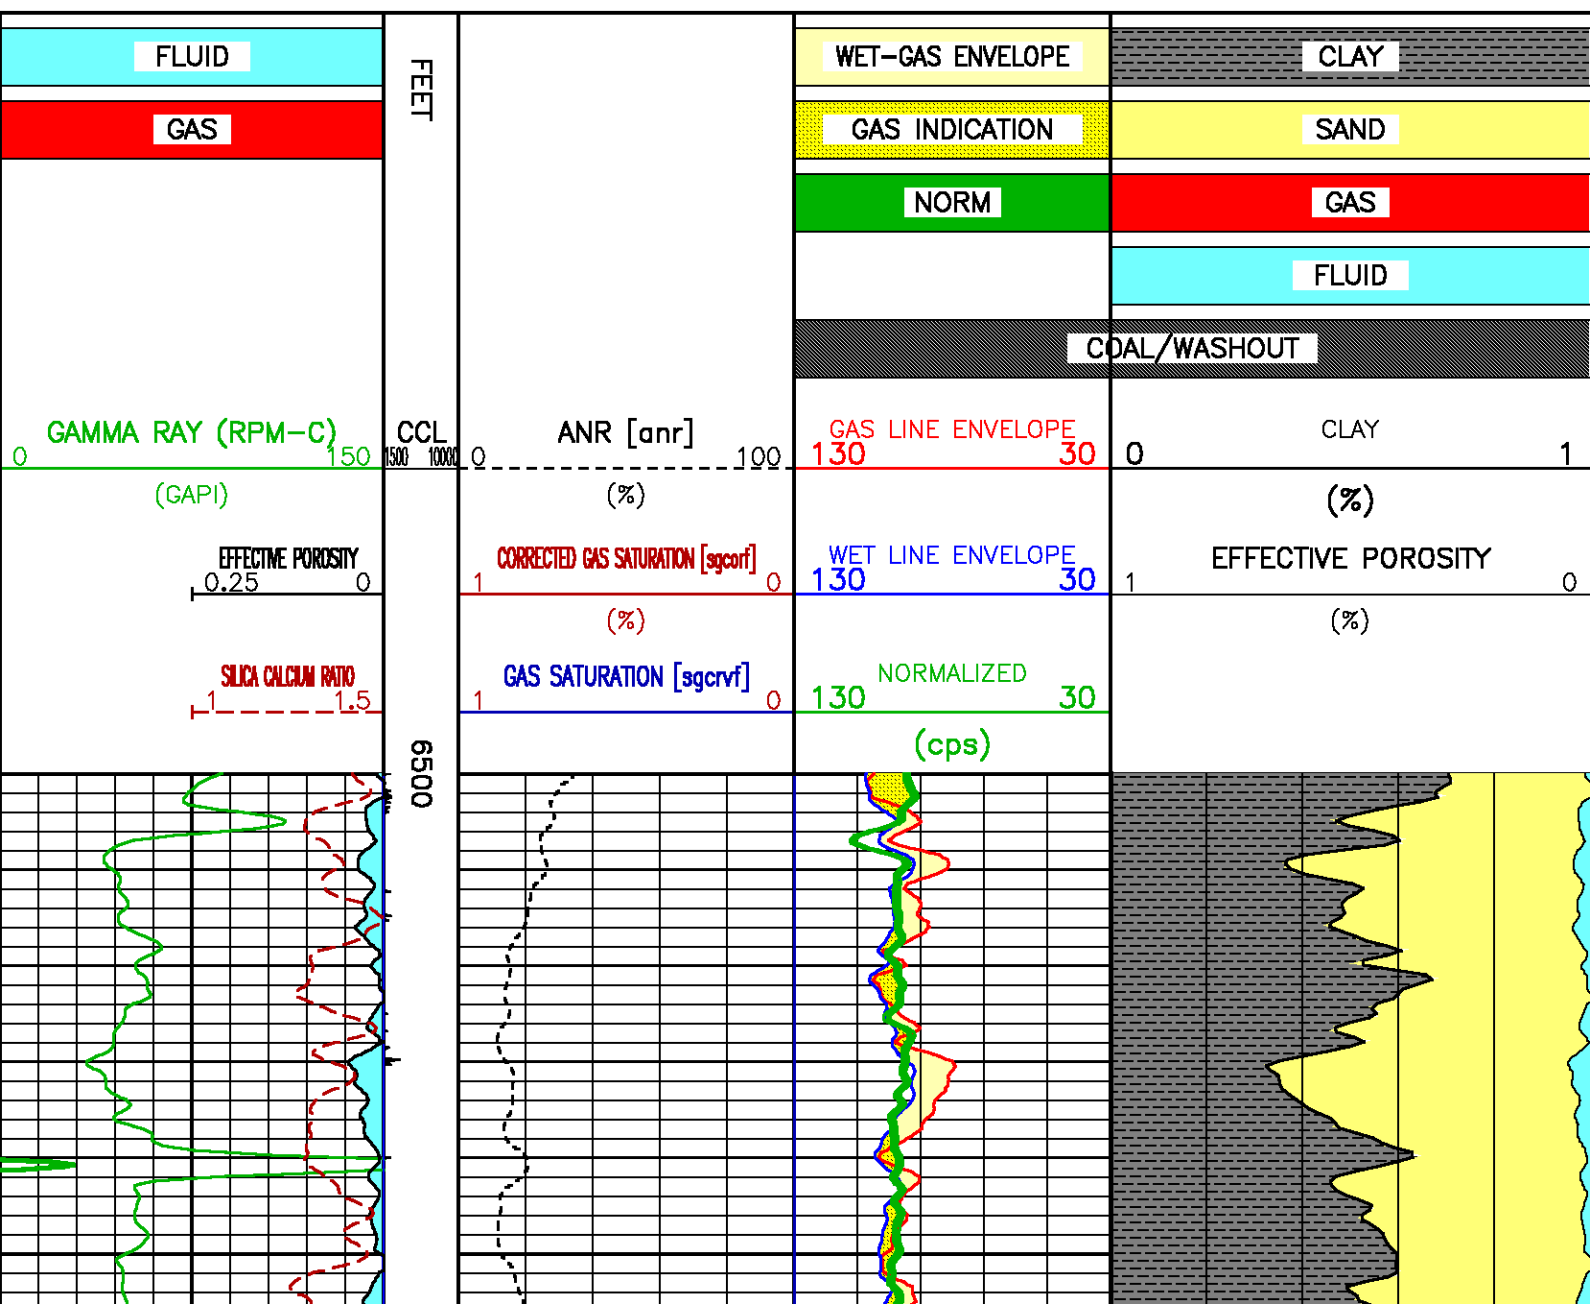 FLUID
GAS
FEET
WET-GAS ENVELOPE
GAS INDICATION
NORM
CLAY
SAND
GAS
FLUID
COAL/WASHOUT
GAMMA RAY (RPM-C)
0 150
(GAPI)
EFFECTIVE POROSITY
0.25 0
SILICA CALCIUM RATIO
1 1.5
CCL
1500 10000
ANR [anr]
0 100
(%)
CORRECTED GAS SATURATION [sgcorf]
1 0
(%)
GAS SATURATION [sgcrvf]
1 0
GAS LINE ENVELOPE
130 30
WET LINE ENVELOPE
130 30
NORMALIZED
130 30
(cps)
CLAY
0 1
(%)
EFFECTIVE POROSITY
1 0
(%)
6500